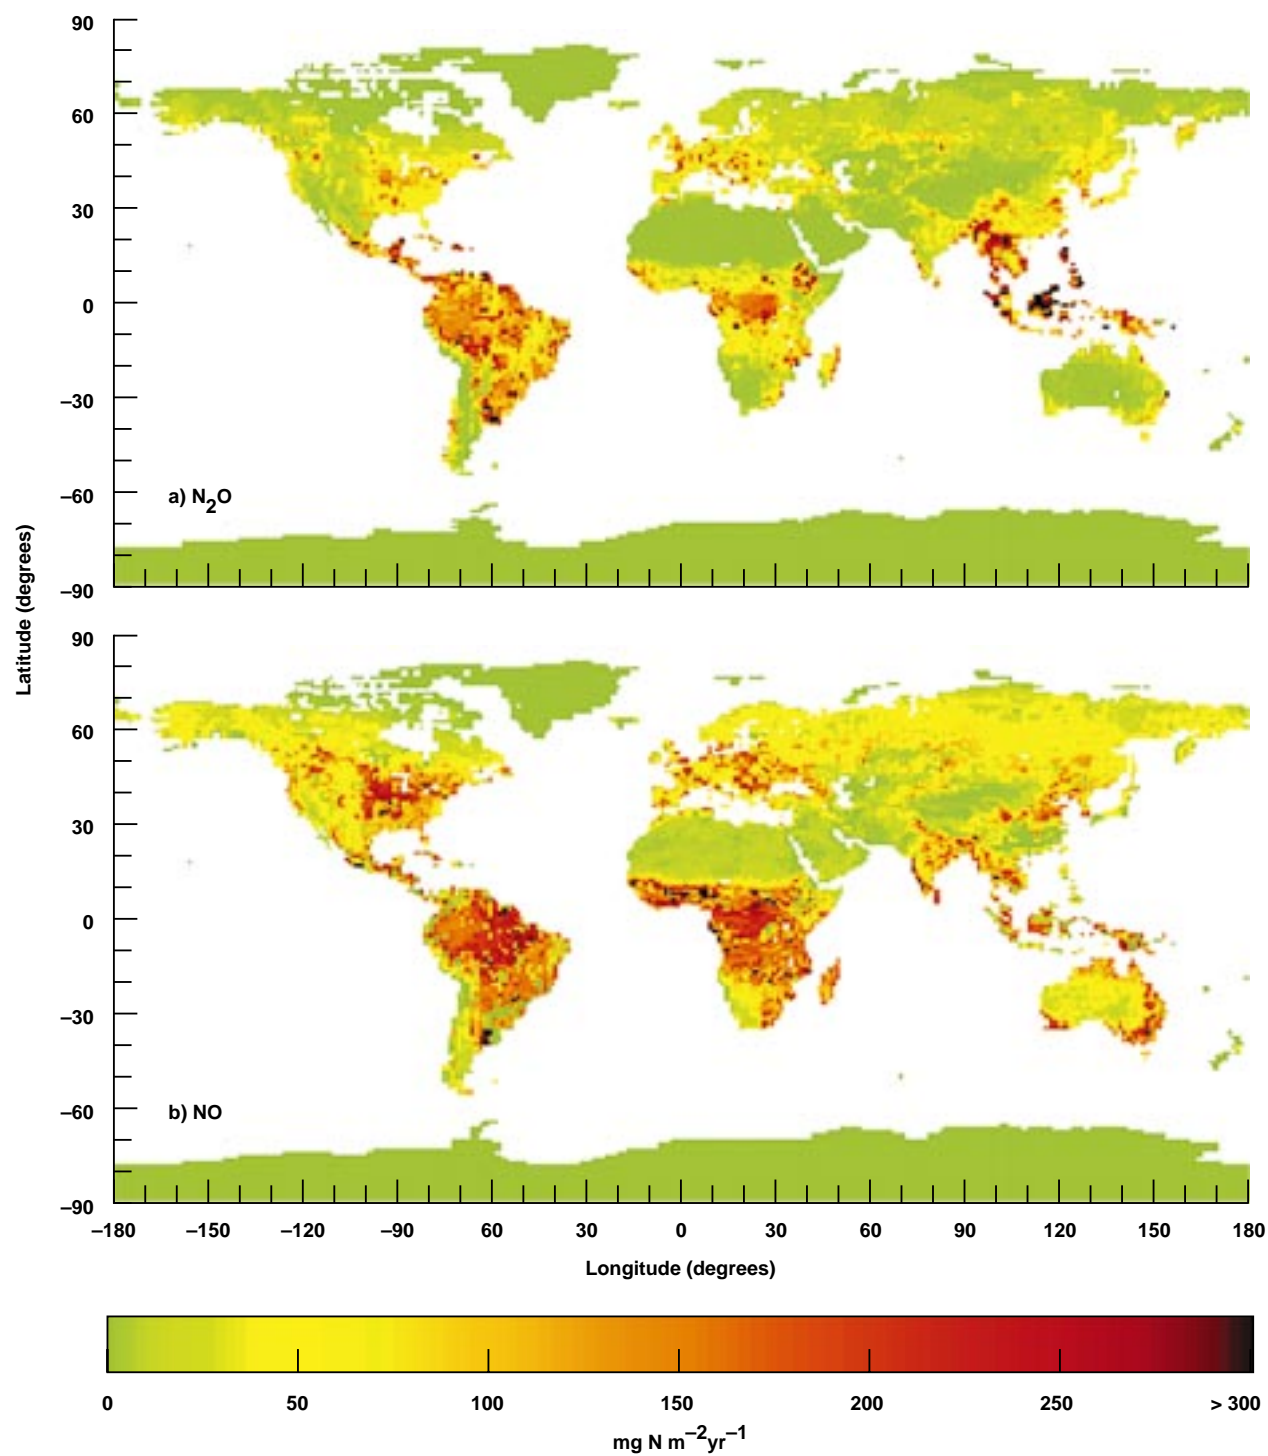 90
60
30
0
–30
–60
–90
a) N2O
Latitude (degrees)
90
60
30
0
–30
–60
–90
b) NO
–180 –150 –120 –90 60 30 0 30 60 90 120 150 180
Longitude (degrees)
0 50 100 150 200 250 > 300
mg N m–2yr–1